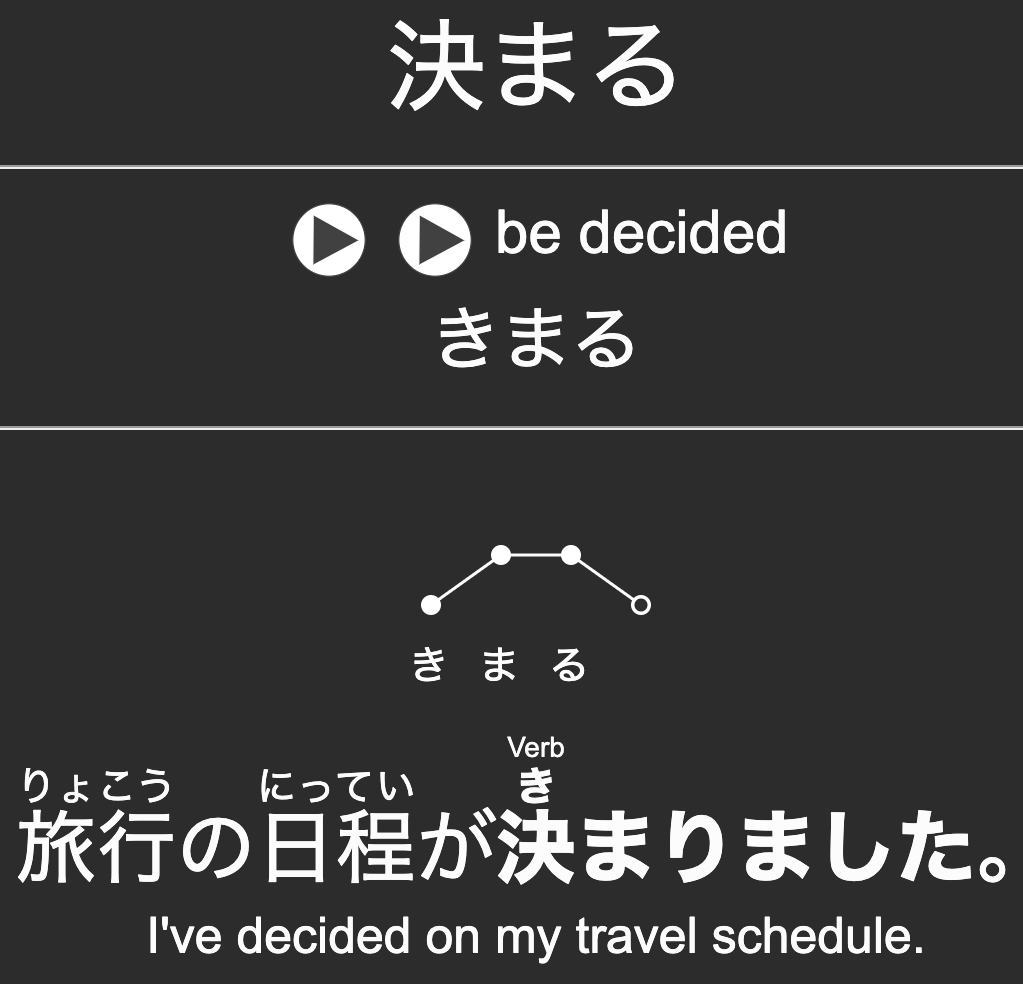 決まる
be decided
きまる
き ま る
Verb
りょこう にってい き
旅行の日程が決まりました。
I've decided on my travel schedule.